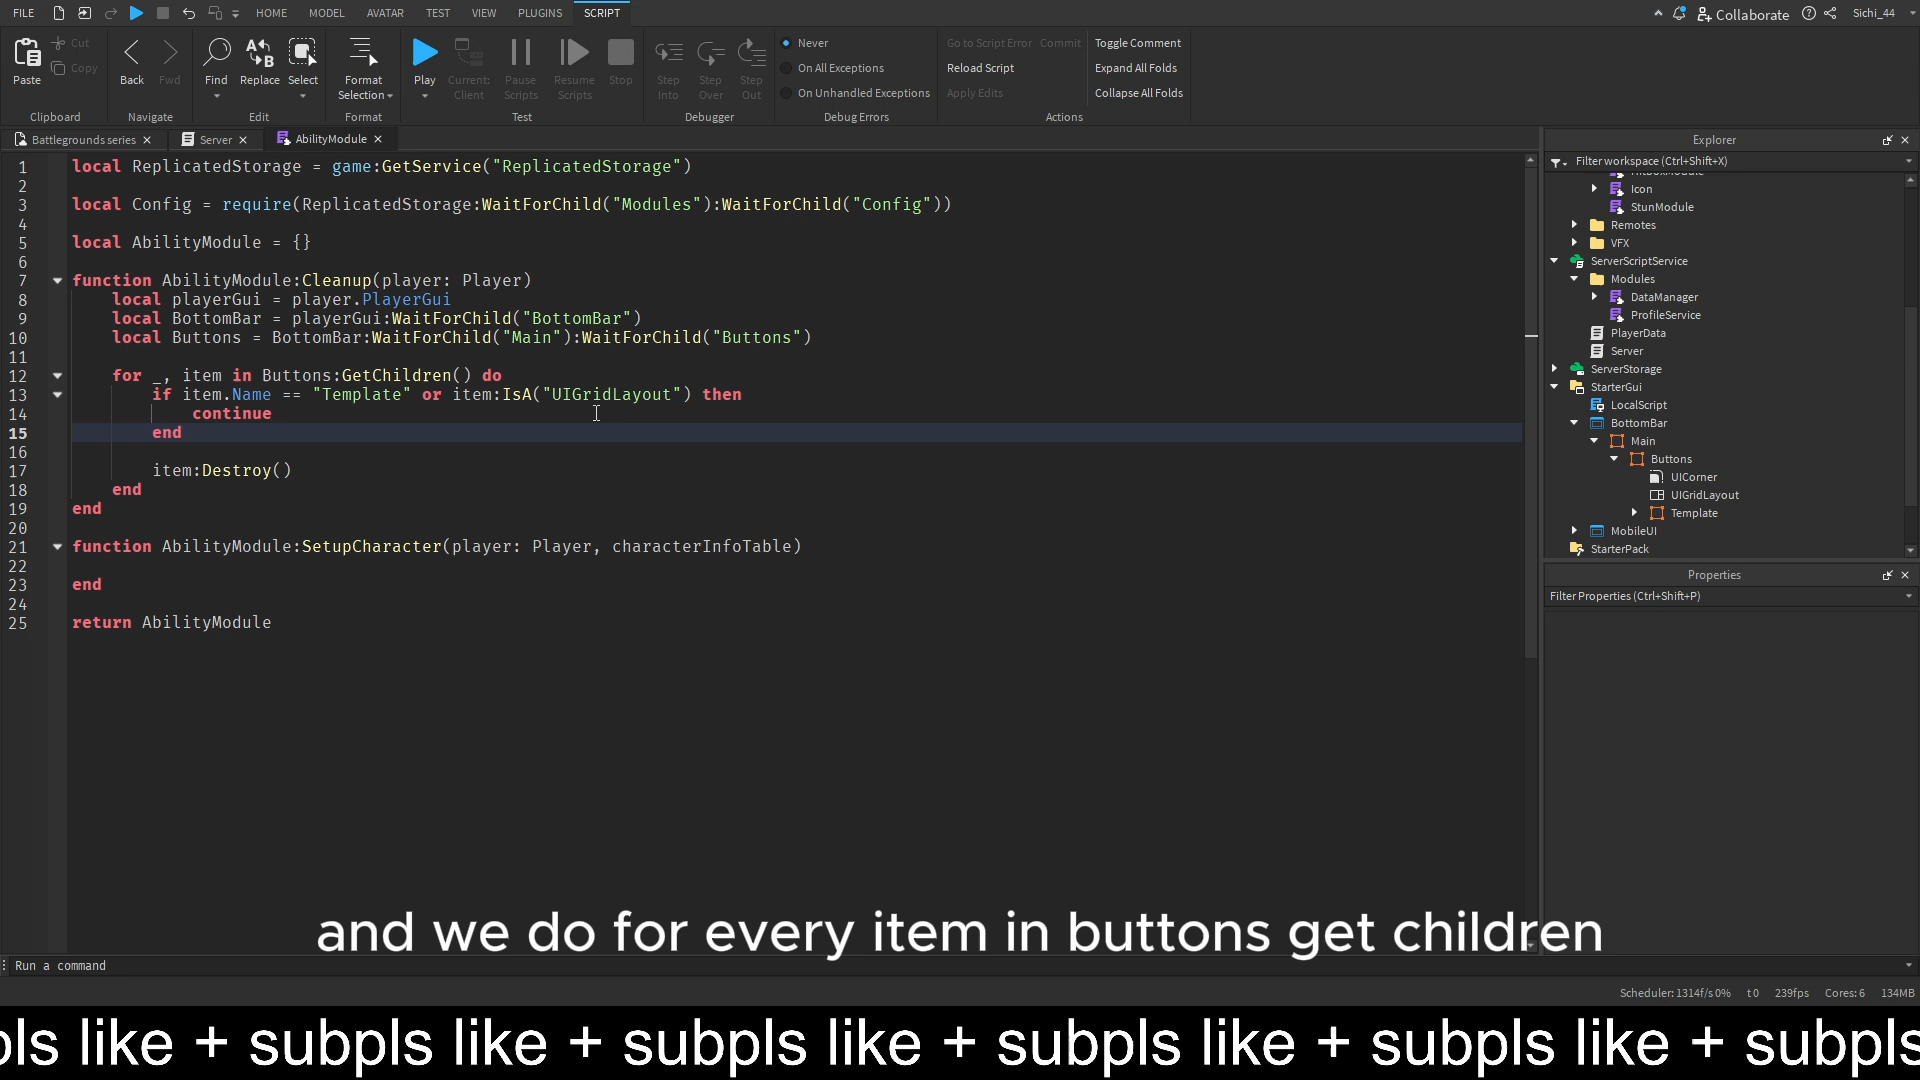 FILE HOME MODEL AVATAR TEST VIEW PLUGINS SCRIPT Collaborate Sichi_44
Paste Cut Copy Back Fwd Find Replace Select Format Selection Play Current: Client Pause Scripts Resume Scripts Stop Step Into Step Over Step Out
Never
On All Exceptions
On Unhandled Exceptions
Go to Script Error Commit
Apply Edits
Toggle Comment
Reload Script
Expand All Folds
Collapse All Folds
Clipboard Navigate Edit Format Test Debugger Debug Errors Actions
Battlegrounds series Server AbilityModule
1 local ReplicatedStorage = game:GetService("ReplicatedStorage")
2
3 local Config = require(ReplicatedStorage:WaitForChild("Modules"):WaitForChild("Config"))
4
5 local AbilityModule = {}
6
7 function AbilityModule:Cleanup(player: Player)
8 local playerGui = player.PlayerGui
9 local BottomBar = playerGui:WaitForChild("BottomBar")
10 local Buttons = BottomBar:WaitForChild("Main"):WaitForChild("Buttons")
11
12 for _, item in Buttons:GetChildren() do
13 if item.Name == "Template" or item:IsA("UIGridLayout") then
14 continue
15 end
16
17 item:Destroy()
18 end
19 end
20
21 function AbilityModule:SetupCharacter(player: Player, characterInfoTable)
22
23 end
24
25 return AbilityModule
Explorer
Filter workspace (Ctrl+Shift+X)
Icon
StunModule
Remotes
VFX
ServerScriptService
Modules
DataManager
ProfileService
PlayerData
Server
ServerStorage
StarterGui
LocalScript
BottomBar
Main
Buttons
UICorner
UIGridLayout
Template
MobileUI
StarterPack
Properties
Filter Properties (Ctrl+Shift+P)
and we do for every item in buttons get children
Run a command
Scheduler: 1314f/s 0% t0 239fps Cores: 6 134MB
pls like + subpls like + subpls like + subpls like + subpls like + subpls